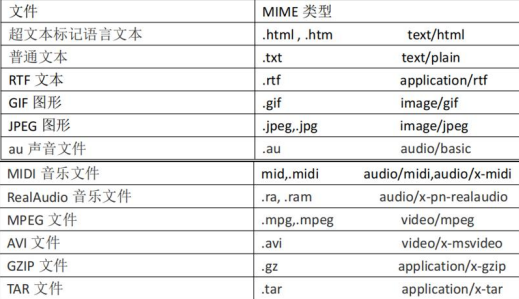 文件 MIME 类型
超文本标记语言文本 .html , .htm text/html
普通文本 .txt text/plain
RTF 文本 .rtf application/rtf
GIF 图形 .gif image/gif
JPEG 图形 .jpeg,.jpg image/jpeg
au 声音文件 .au audio/basic
MIDI 音乐文件 mid,.midi audio/midi,audio/x-midi
RealAudio 音乐文件 .ra, .ram audio/x-pn-realaudio
MPEG 文件 .mpg,.mpeg video/mpeg
AVI 文件 .avi video/x-msvideo
GZIP 文件 .gz application/x-gzip
TAR 文件 .tar application/x-tar